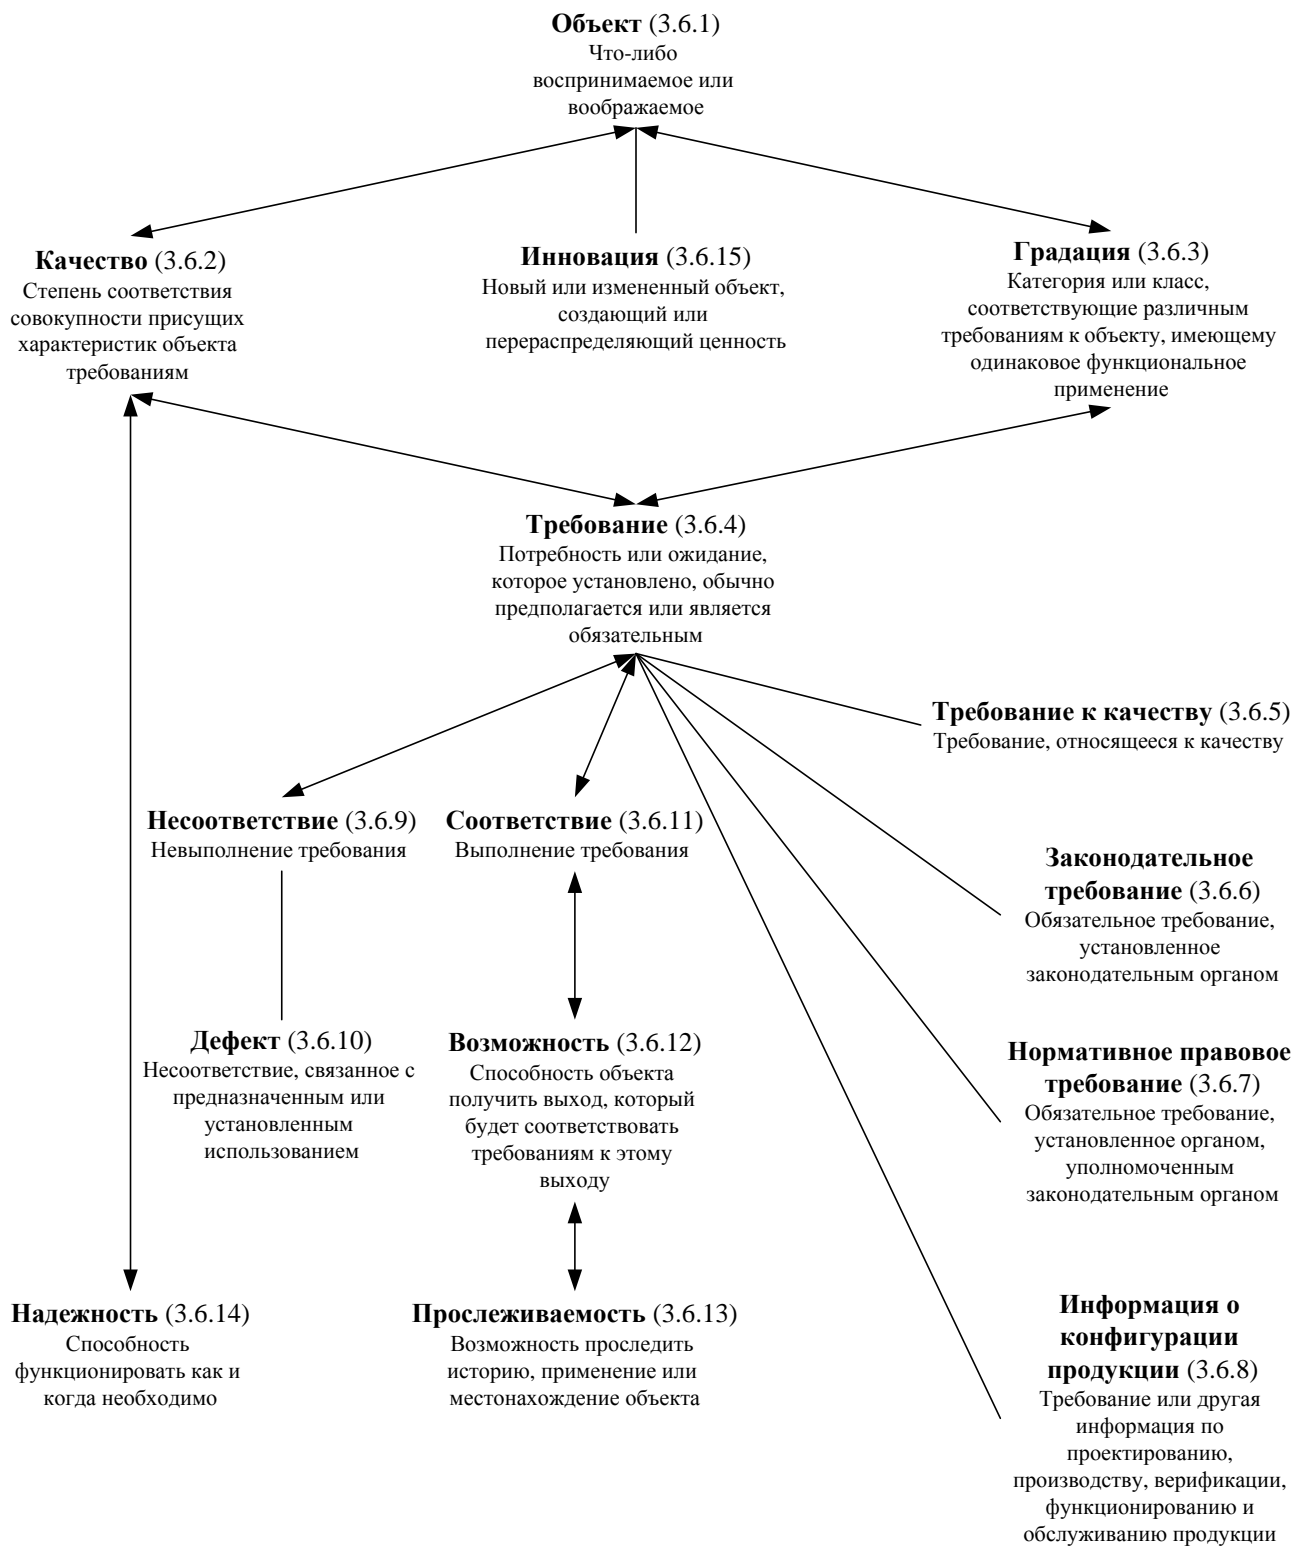 Объект (3.6.1)
Что-либо
воспринимаемое или
воображаемое
Качество (3.6.2)
Степень соответствия
совокупности присущих
характеристик объекта
требованиям
Инновация (3.6.15)
Новый или измененный объект,
создающий или
перераспределяющий ценность
Градация (3.6.3)
Категория или класс,
соответствующие различным
требованиям к объекту, имеющему
одинаковое функциональное
применение
Требование (3.6.4)
Потребность или ожидание,
которое установлено, обычно
предполагается или является
обязательным
Требование к качеству (3.6.5)
Требование, относящееся к качеству
Несоответствие (3.6.9)
Невыполнение требования
Соответствие (3.6.11)
Выполнение требования
Законодательное
требование (3.6.6)
Обязательное требование,
установленное
законодательным органом
Дефект (3.6.10)
Несоответствие, связанное с
предназначенным или
установленным
использованием
Возможность (3.6.12)
Способность объекта
получить выход, который
будет соответствовать
требованиям к этому
выходу
Нормативное правовое
требование (3.6.7)
Обязательное требование,
установленное органом,
уполномоченным
законодательным органом
Надежность (3.6.14)
Способность
функционировать как и
когда необходимо
Прослеживаемость (3.6.13)
Возможность проследить
историю, применение или
местонахождение объекта
Информация о
конфигурации
продукции (3.6.8)
Требование или другая
информация по
проектированию,
производству, верификации,
функционированию и
обслуживанию продукции